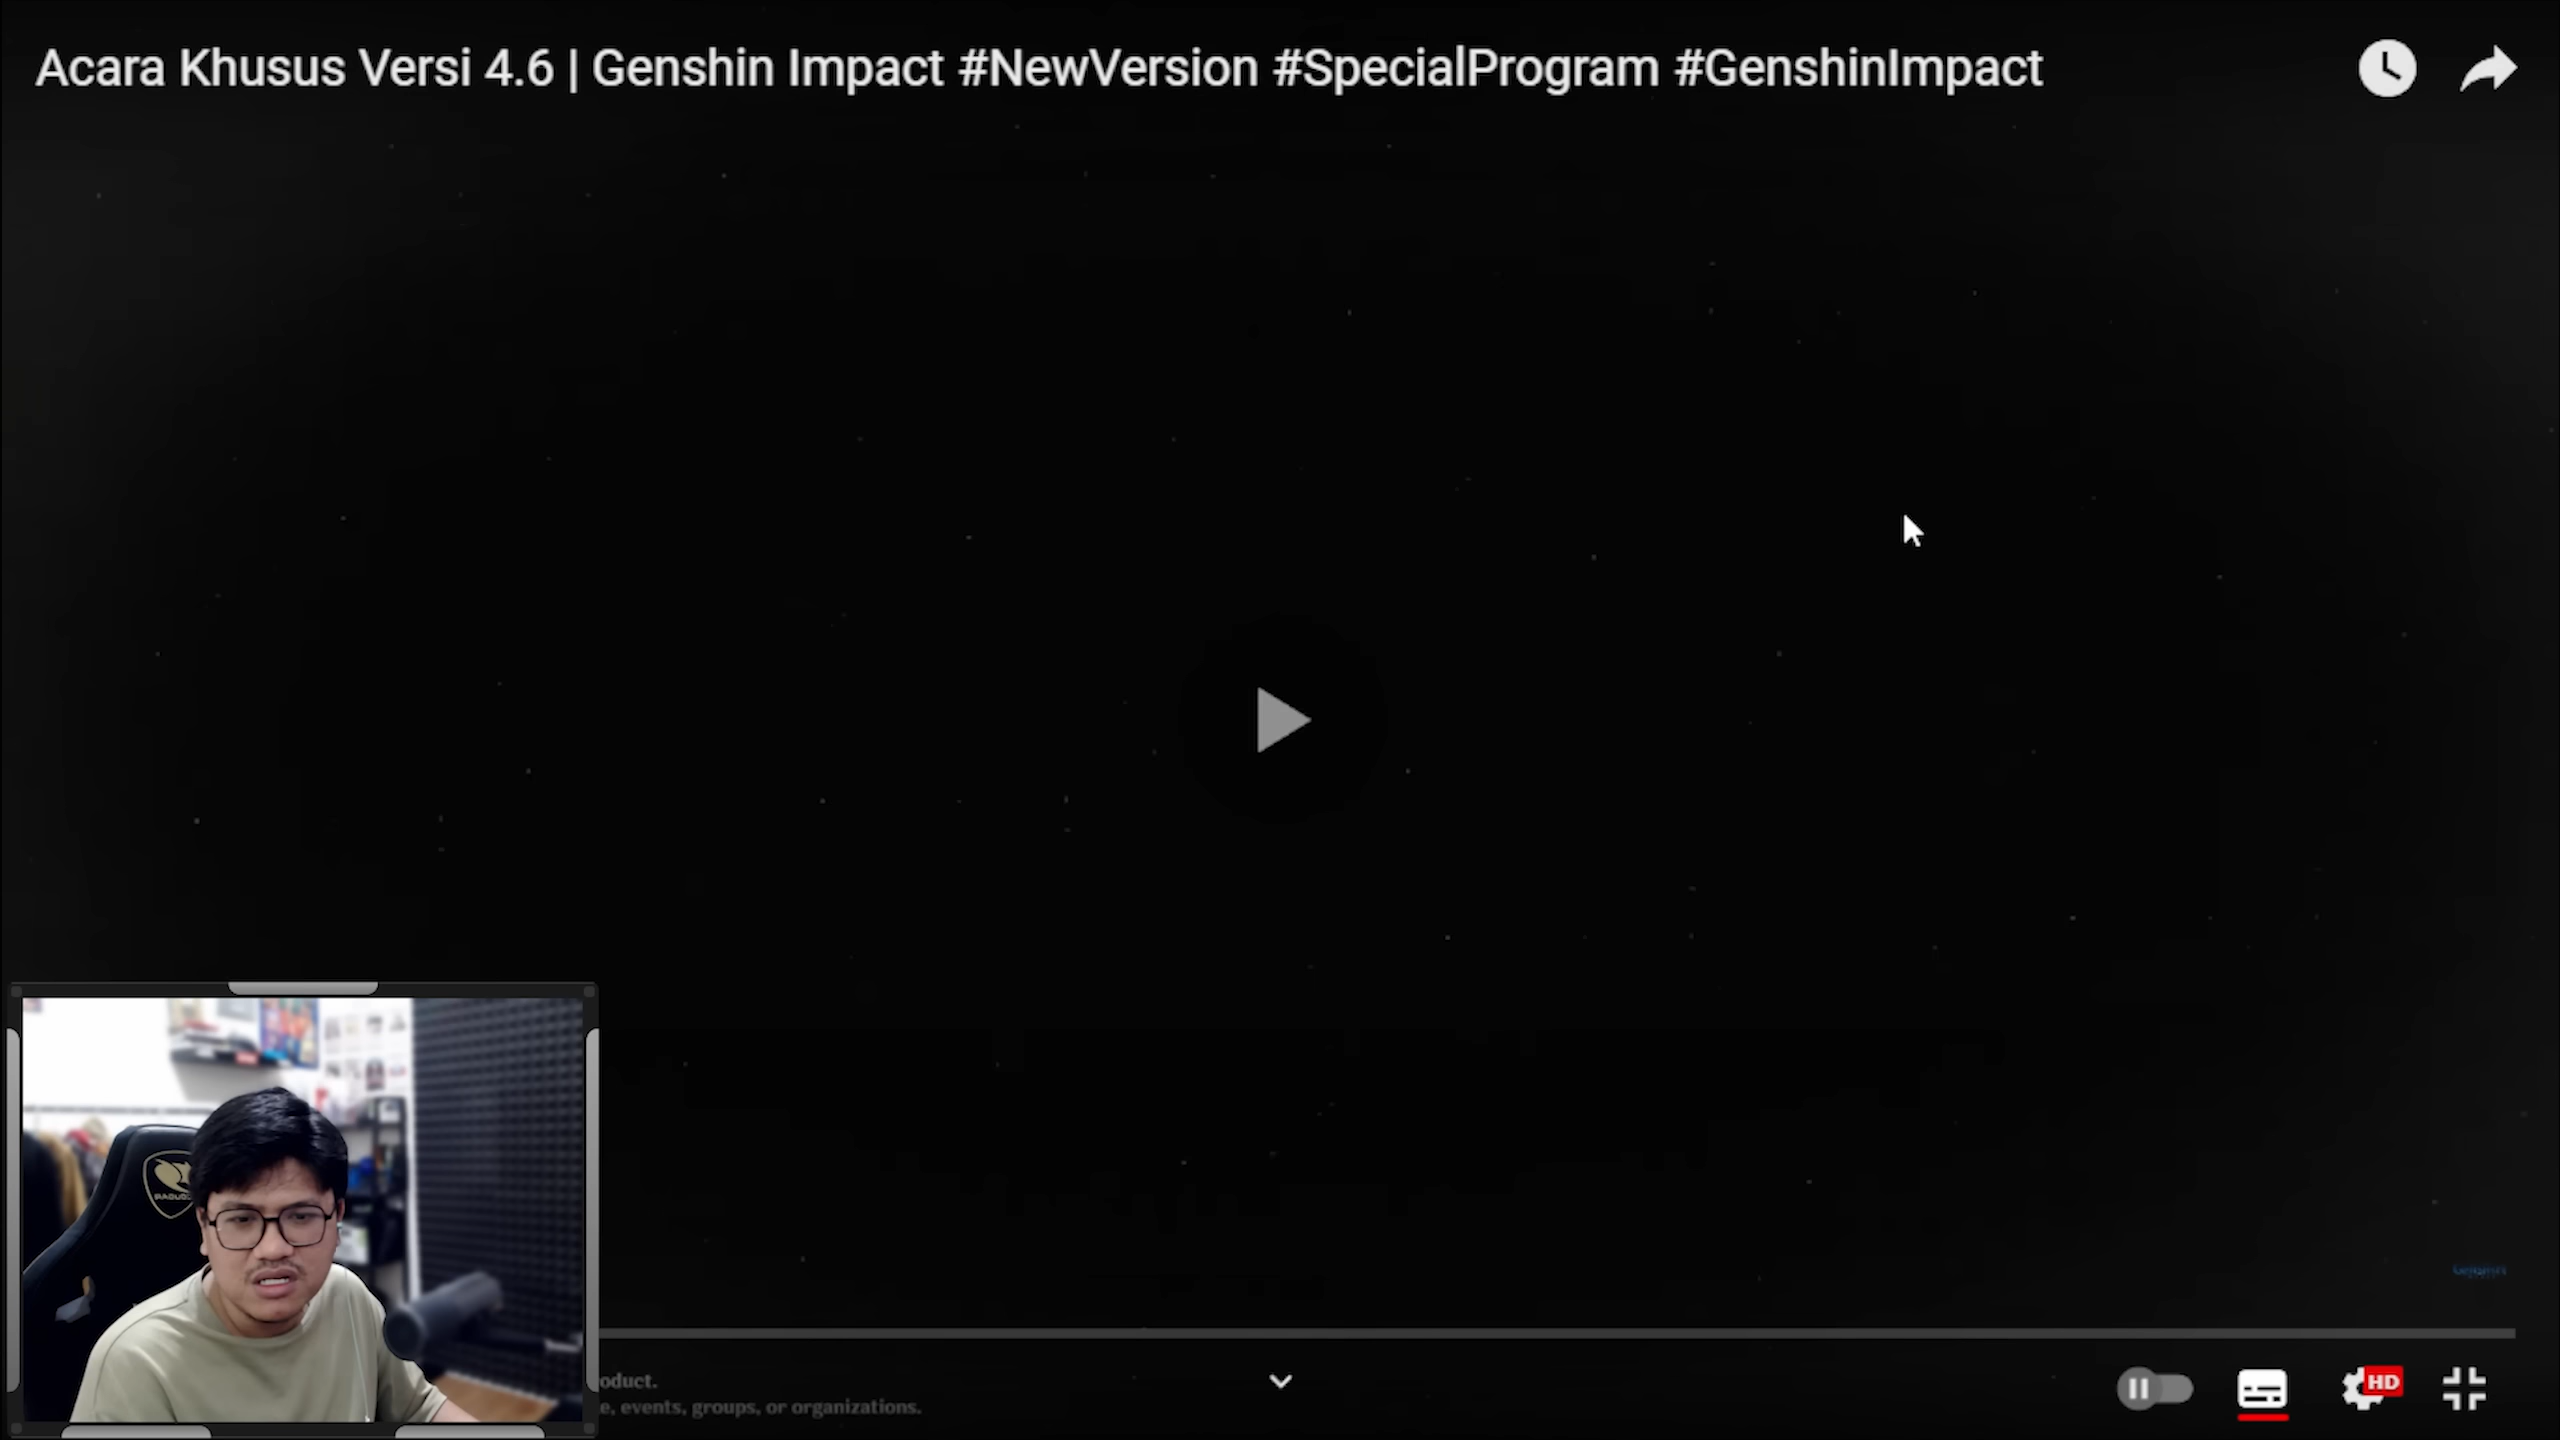 Acara Khusus Versi 4.6 | Genshin Impact #NewVersion #SpecialProgram #GenshinImpact
oduct.
e, events, groups, or organizations.
HD